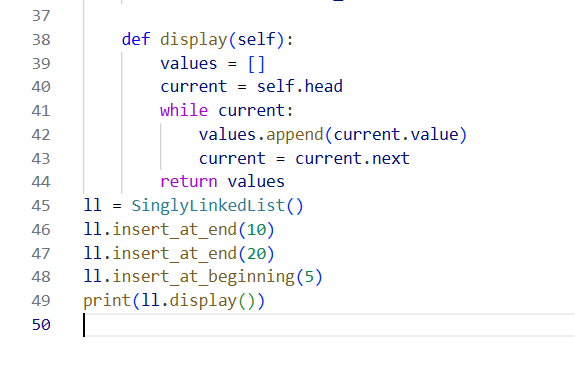 37
38 def display(self):
39 values = []
40 current = self.head
41 while current:
42 values.append(current.value)
43 current = current.next
44 return values
45 ll = SinglyLinkedList()
46 ll.insert_at_end(10)
47 ll.insert_at_end(20)
48 ll.insert_at_beginning(5)
49 print(ll.display())
50